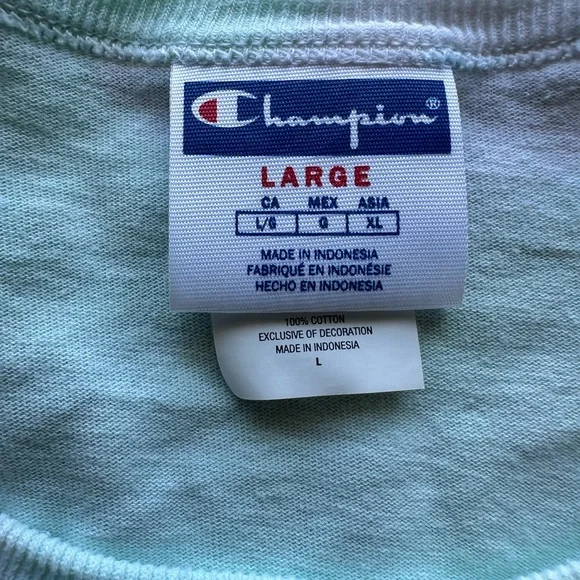 Champion®
LARGE
CA MEX ASIA
L/G G XL
MADE IN INDONESIA
FABRIQUÉ EN INDONÉSIE
HECHO EN INDONESIA
100% COTTON
EXCLUSIVE OF DECORATION
MADE IN INDONESIA
L